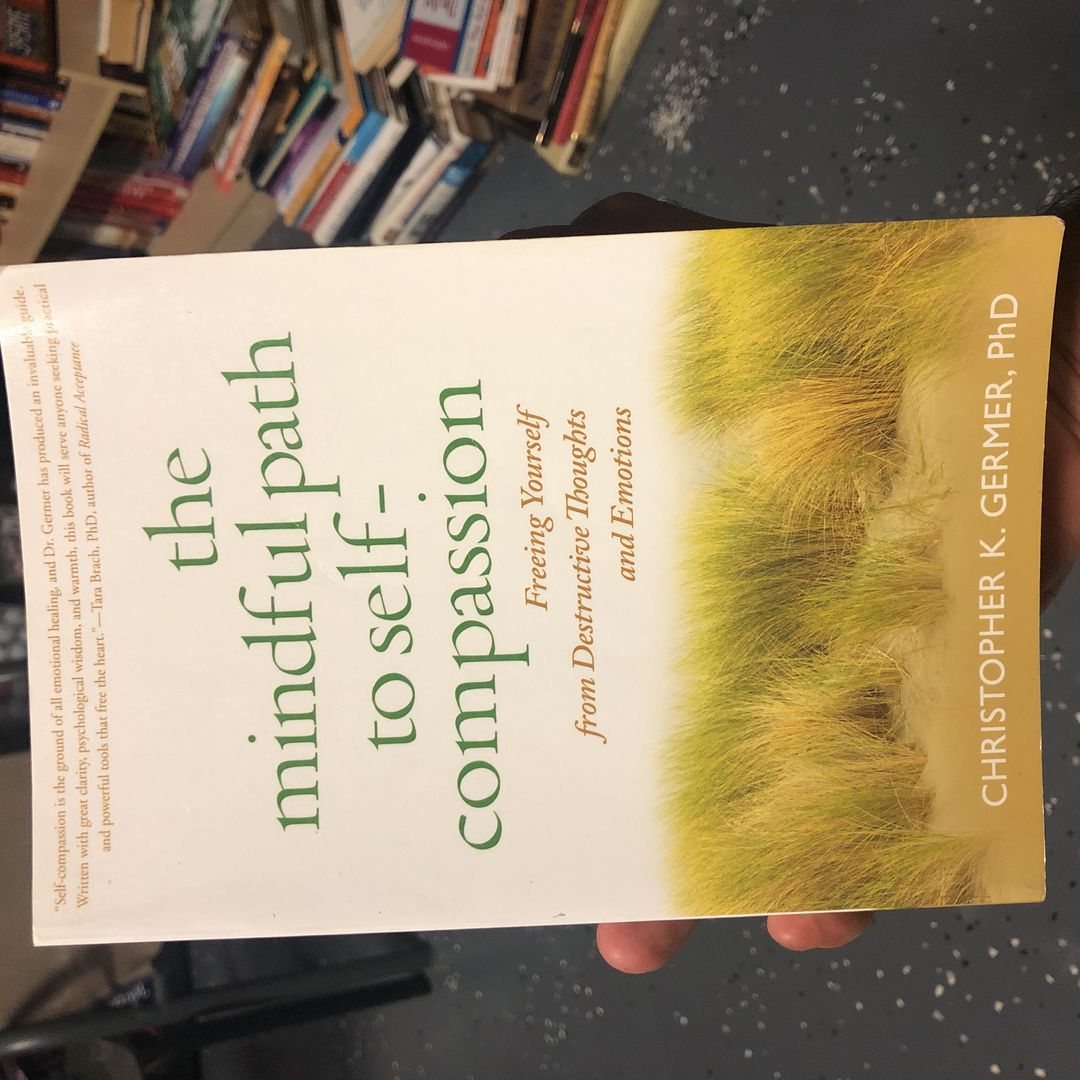 "Self-compassion is the ground of all emotional healing, and Dr. Germer has produced an invaluable guide.
Written with great clarity, psychological wisdom, and warmth, this book will serve anyone seeking practical
and powerful tools that free the heart." —Tara Brach, PhD, author of Radical Acceptance
the
mindful path
to self-
compassion
Freeing Yourself
from Destructive Thoughts
and Emotions
CHRISTOPHER K. GERMER, PhD